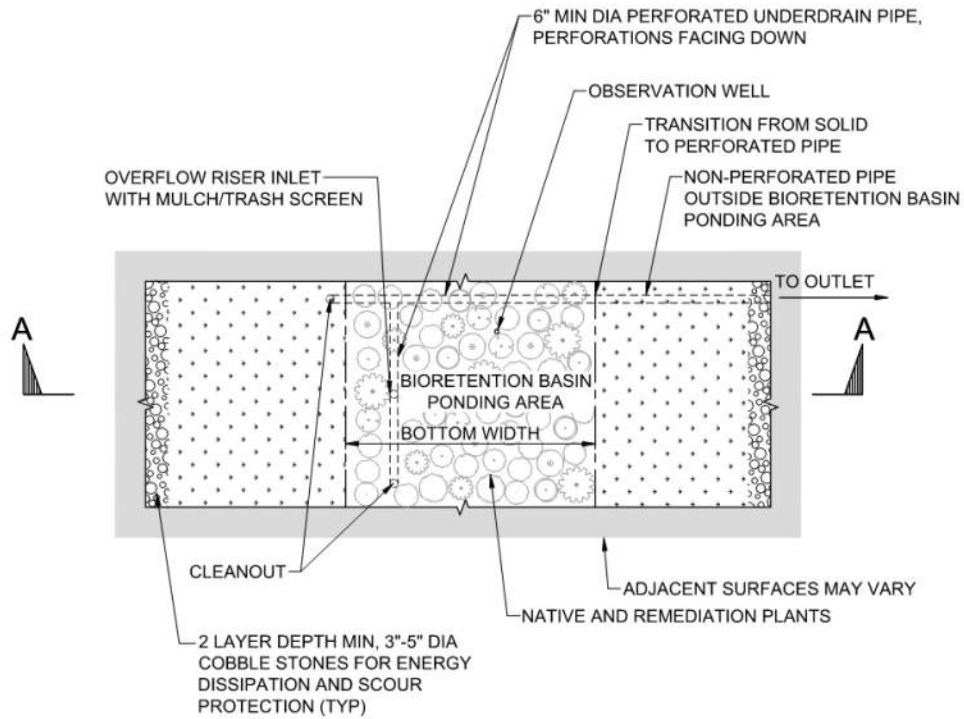 6" MIN DIA PERFORATED UNDERDRAIN PIPE,
PERFORATIONS FACING DOWN
OBSERVATION WELL
TRANSITION FROM SOLID
TO PERFORATED PIPE
OVERFLOW RISER INLET
WITH MULCH/TRASH SCREEN
NON-PERFORATED PIPE
OUTSIDE BIORETENTION BASIN
PONDING AREA
TO OUTLET
A
A
BIORETENTION BASIN
PONDING AREA
BOTTOM WIDTH
CLEANOUT
ADJACENT SURFACES MAY VARY
NATIVE AND REMEDIATION PLANTS
2 LAYER DEPTH MIN, 3"-5" DIA
COBBLE STONES FOR ENERGY
DISSIPATION AND SCOUR
PROTECTION (TYP)